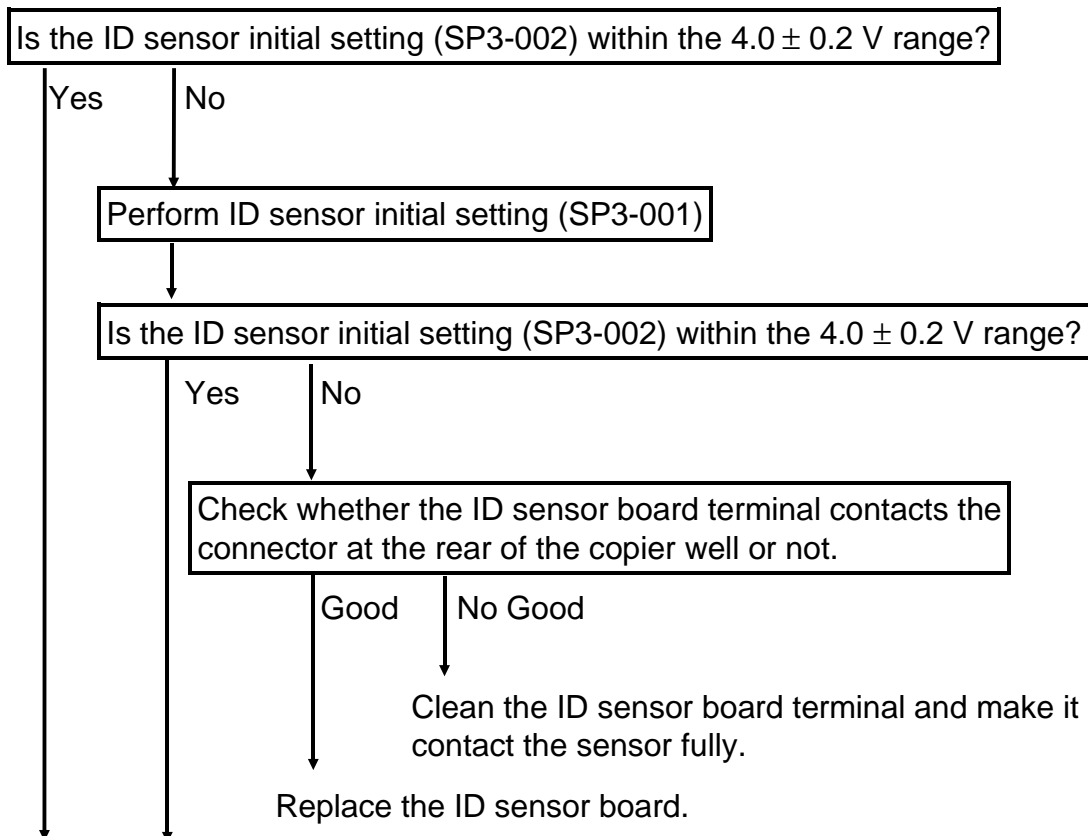 Is the ID sensor initial setting (SP3-002) within the 4.0 ± 0.2 V range?
Yes No
Perform ID sensor initial setting (SP3-001)
Is the ID sensor initial setting (SP3-002) within the 4.0 ± 0.2 V range?
Yes No
Check whether the ID sensor board terminal contacts the
connector at the rear of the copier well or not.
Good No Good
Clean the ID sensor board terminal and make it
contact the sensor fully.
Replace the ID sensor board.